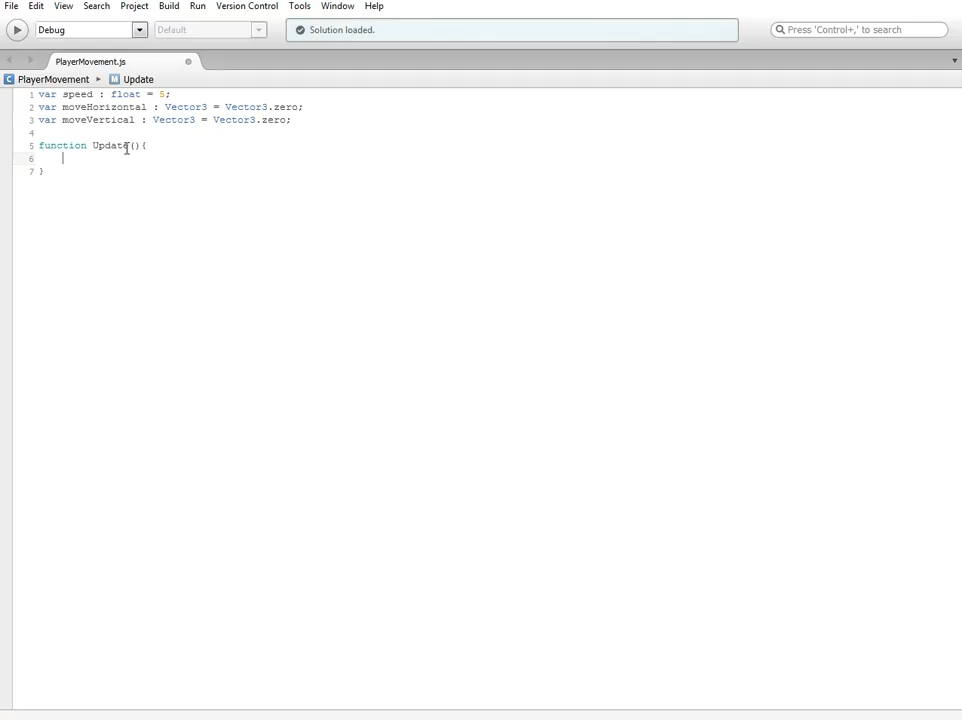 File Edit View Search Project Build Run Version Control Tools Window Help
Debug Default Solution loaded. Press 'Control+,' to search
PlayerMovement.js
PlayerMovement Update
1 var speed : float = 5;
2 var moveHorizontal : Vector3 = Vector3.zero;
3 var moveVertical : Vector3 = Vector3.zero;
4
5 function Update(){
6
7 }